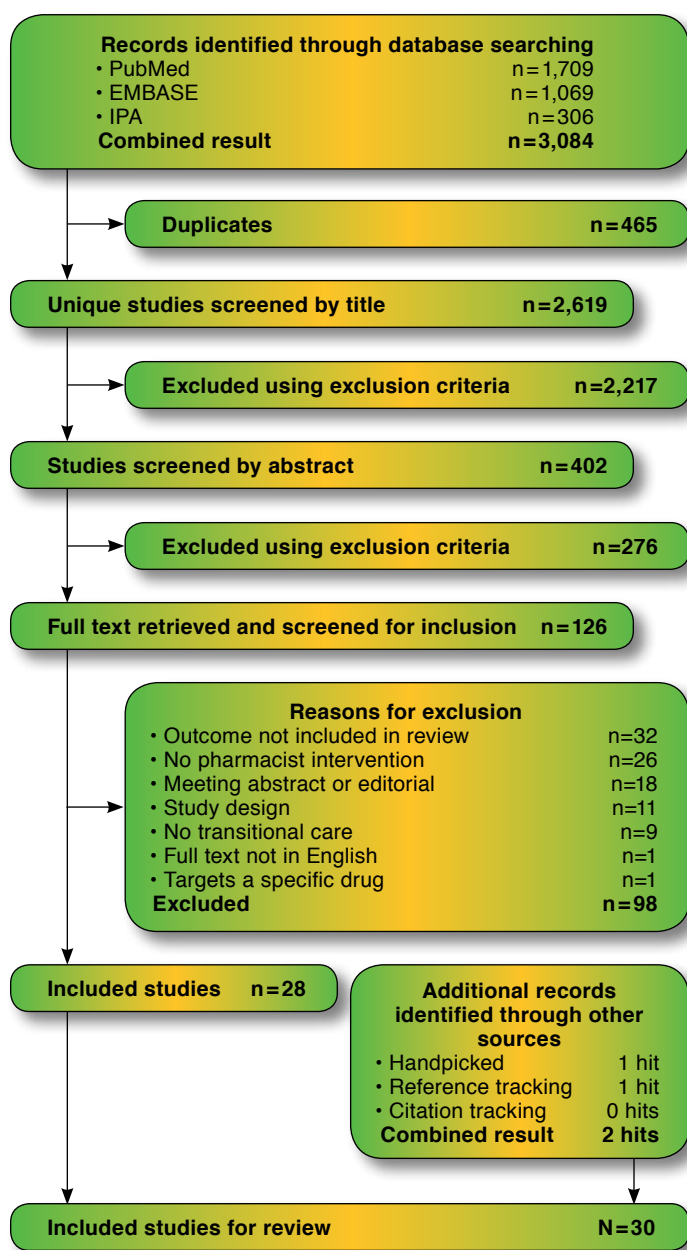 Records identified through database searching
• PubMed n=1,709
• EMBASE n=1,069
• IPA n=306
Combined result n=3,084
Duplicates n=465
Unique studies screened by title n=2,619
Excluded using exclusion criteria n=2,217
Studies screened by abstract n=402
Excluded using exclusion criteria n=276
Full text retrieved and screened for inclusion n=126
Reasons for exclusion
• Outcome not included in review n=32
• No pharmacist intervention n=26
• Meeting abstract or editorial n=18
• Study design n=11
• No transitional care n=9
• Full text not in English n=1
• Targets a specific drug n=1
Excluded n=98
Included studies n=28
Additional records
identified through other
sources
• Handpicked 1 hit
• Reference tracking 1 hit
• Citation tracking 0 hits
Combined result 2 hits
Included studies for review N=30